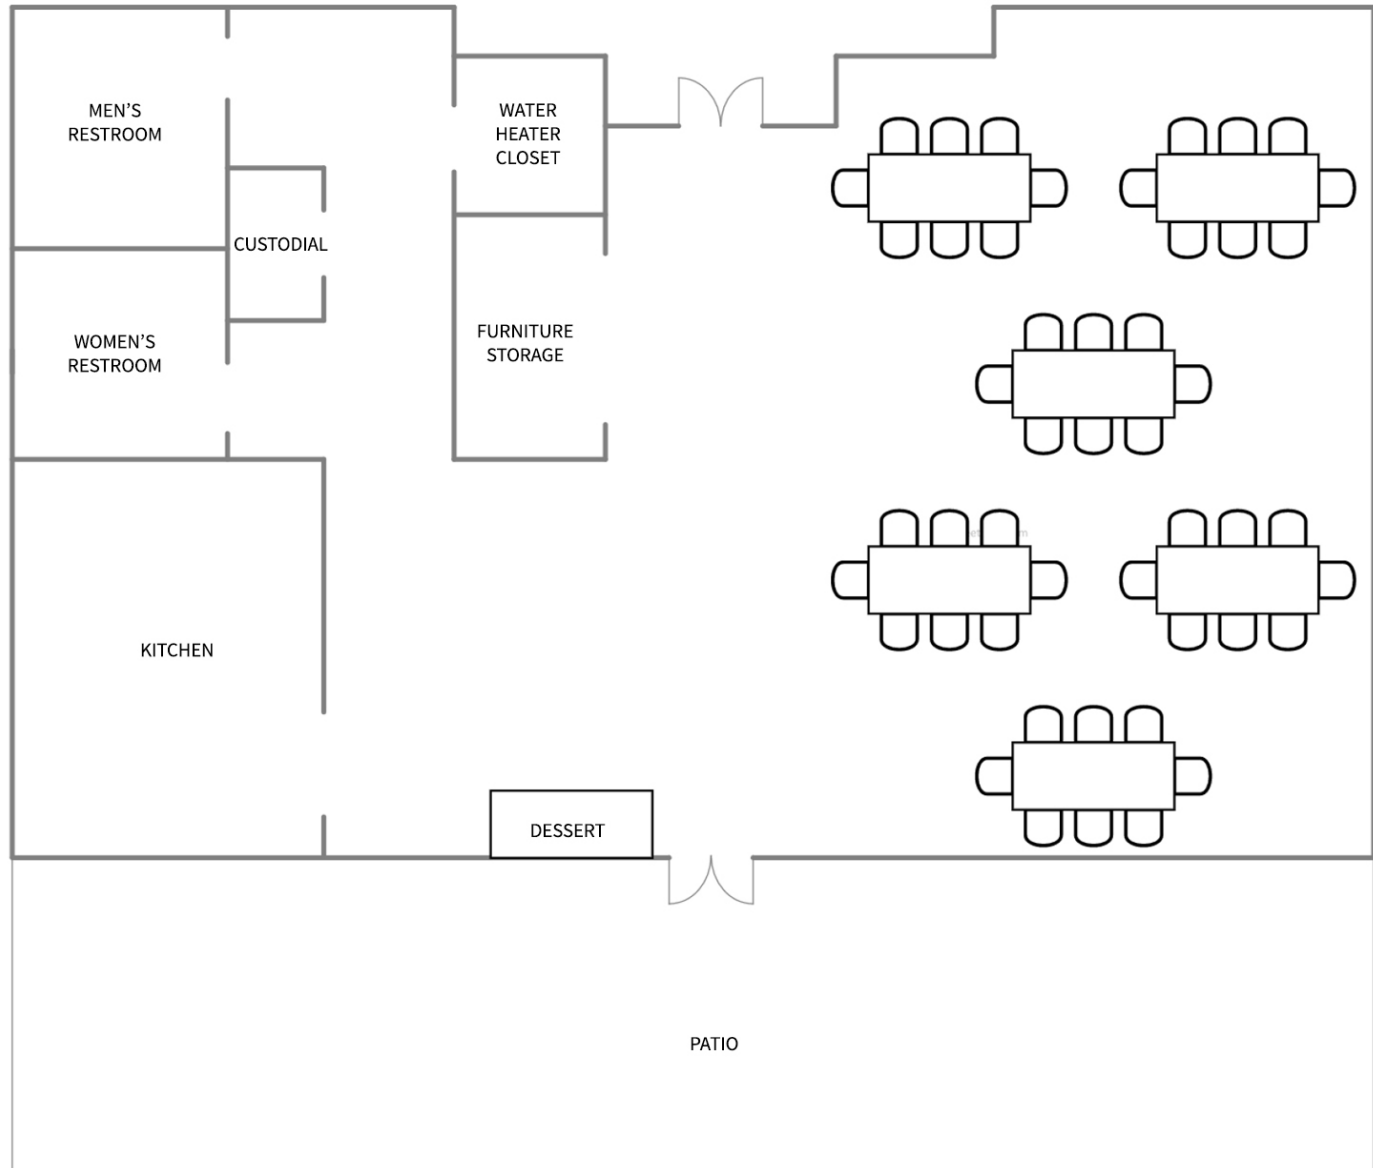 MEN'S
RESTROOM
WATER
HEATER
CLOSET
CUSTODIAL
WOMEN'S
RESTROOM
FURNITURE
STORAGE
KITCHEN
DESSERT
PATIO